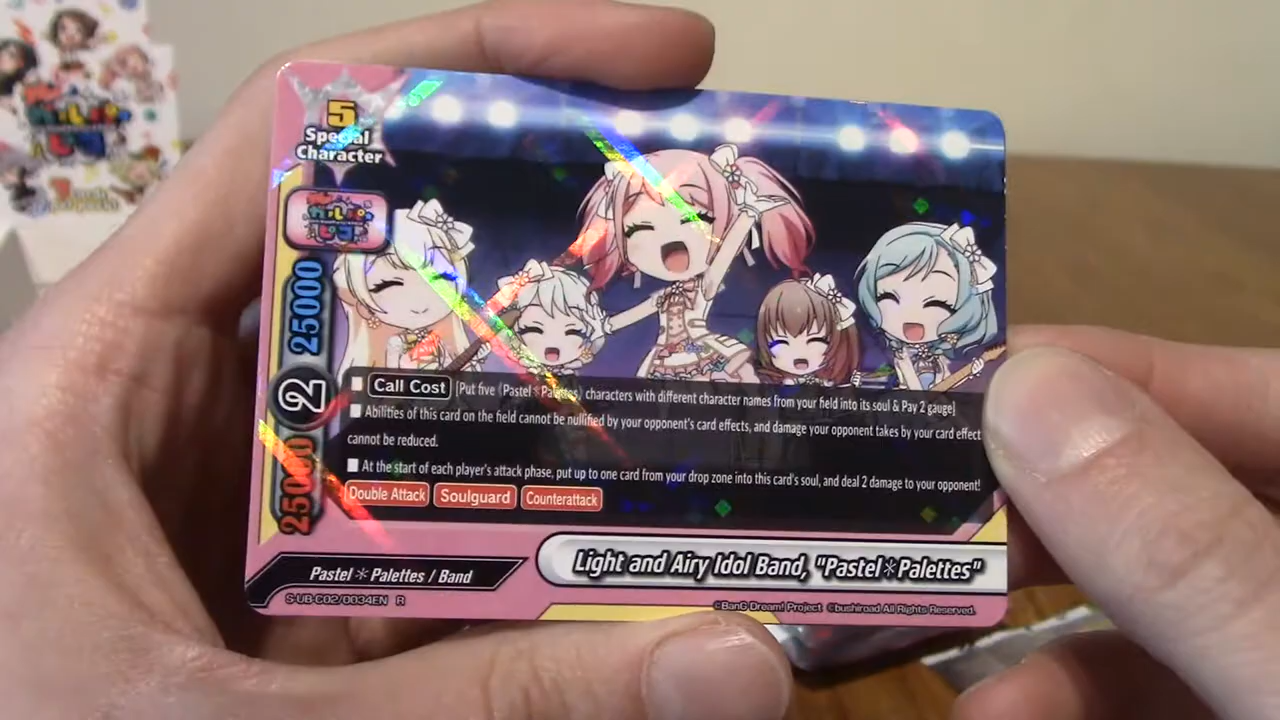 5
Special
Character
ガルパ☆
ピコ
25000
2
25000
Call Cost [Put five 《Pastel＊Palettes》 characters with different character names from your field into its soul & Pay 2 gauge]
Abilities of this card on the field cannot be nullified by your opponent's card effects, and damage your opponent takes by your card effect
cannot be reduced.
At the start of each player's attack phase, put up to one card from your drop zone into this card's soul, and deal 2 damage to your opponent!
Double Attack Soulguard Counterattack
Light and Airy Idol Band, "Pastel＊Palettes"
Pastel＊Palettes / Band
S-UB-C02/0034EN R
©BanG Dream! Project ©bushiroad All Rights Reserved.